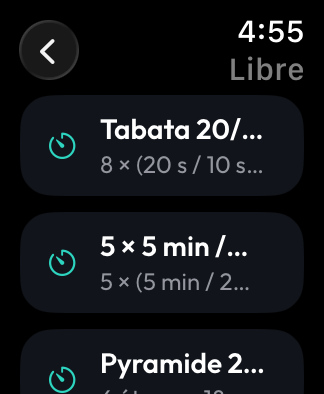 4:55
Libre
Tabata 20/...
8 × (20 s / 10 s...
5 × 5 min /...
5 × (5 min / 2...
Pyramide 2...